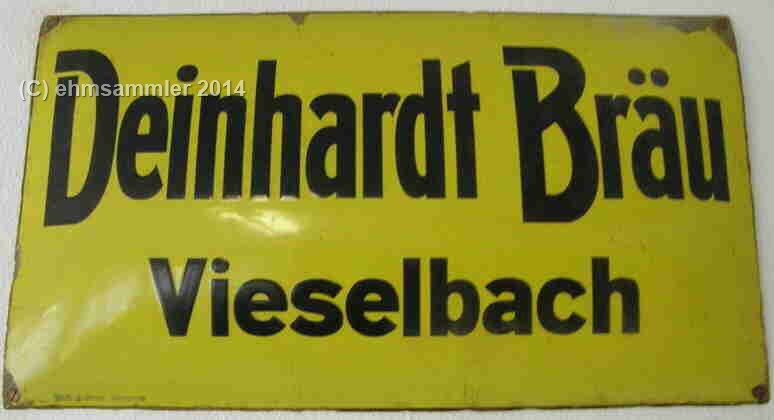 Deinhardt Bräu
(C) ehmsammler 2014
Vieselbach